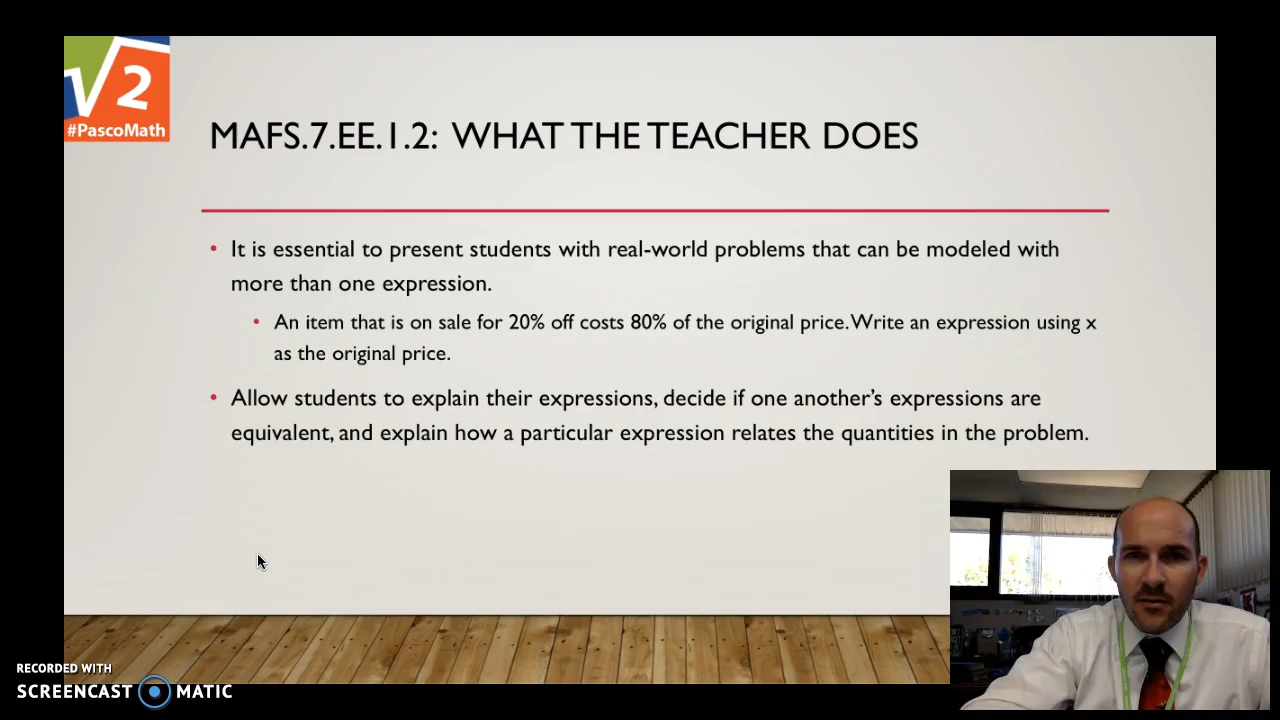 √2
#PascoMath
MAFS.7.EE.1.2: WHAT THE TEACHER DOES
• It is essential to present students with real-world problems that can be modeled with
more than one expression.
• An item that is on sale for 20% off costs 80% of the original price. Write an expression using x
as the original price.
• Allow students to explain their expressions, decide if one another’s expressions are
equivalent, and explain how a particular expression relates the quantities in the problem.
RECORDED WITH
SCREENCAST MATIC